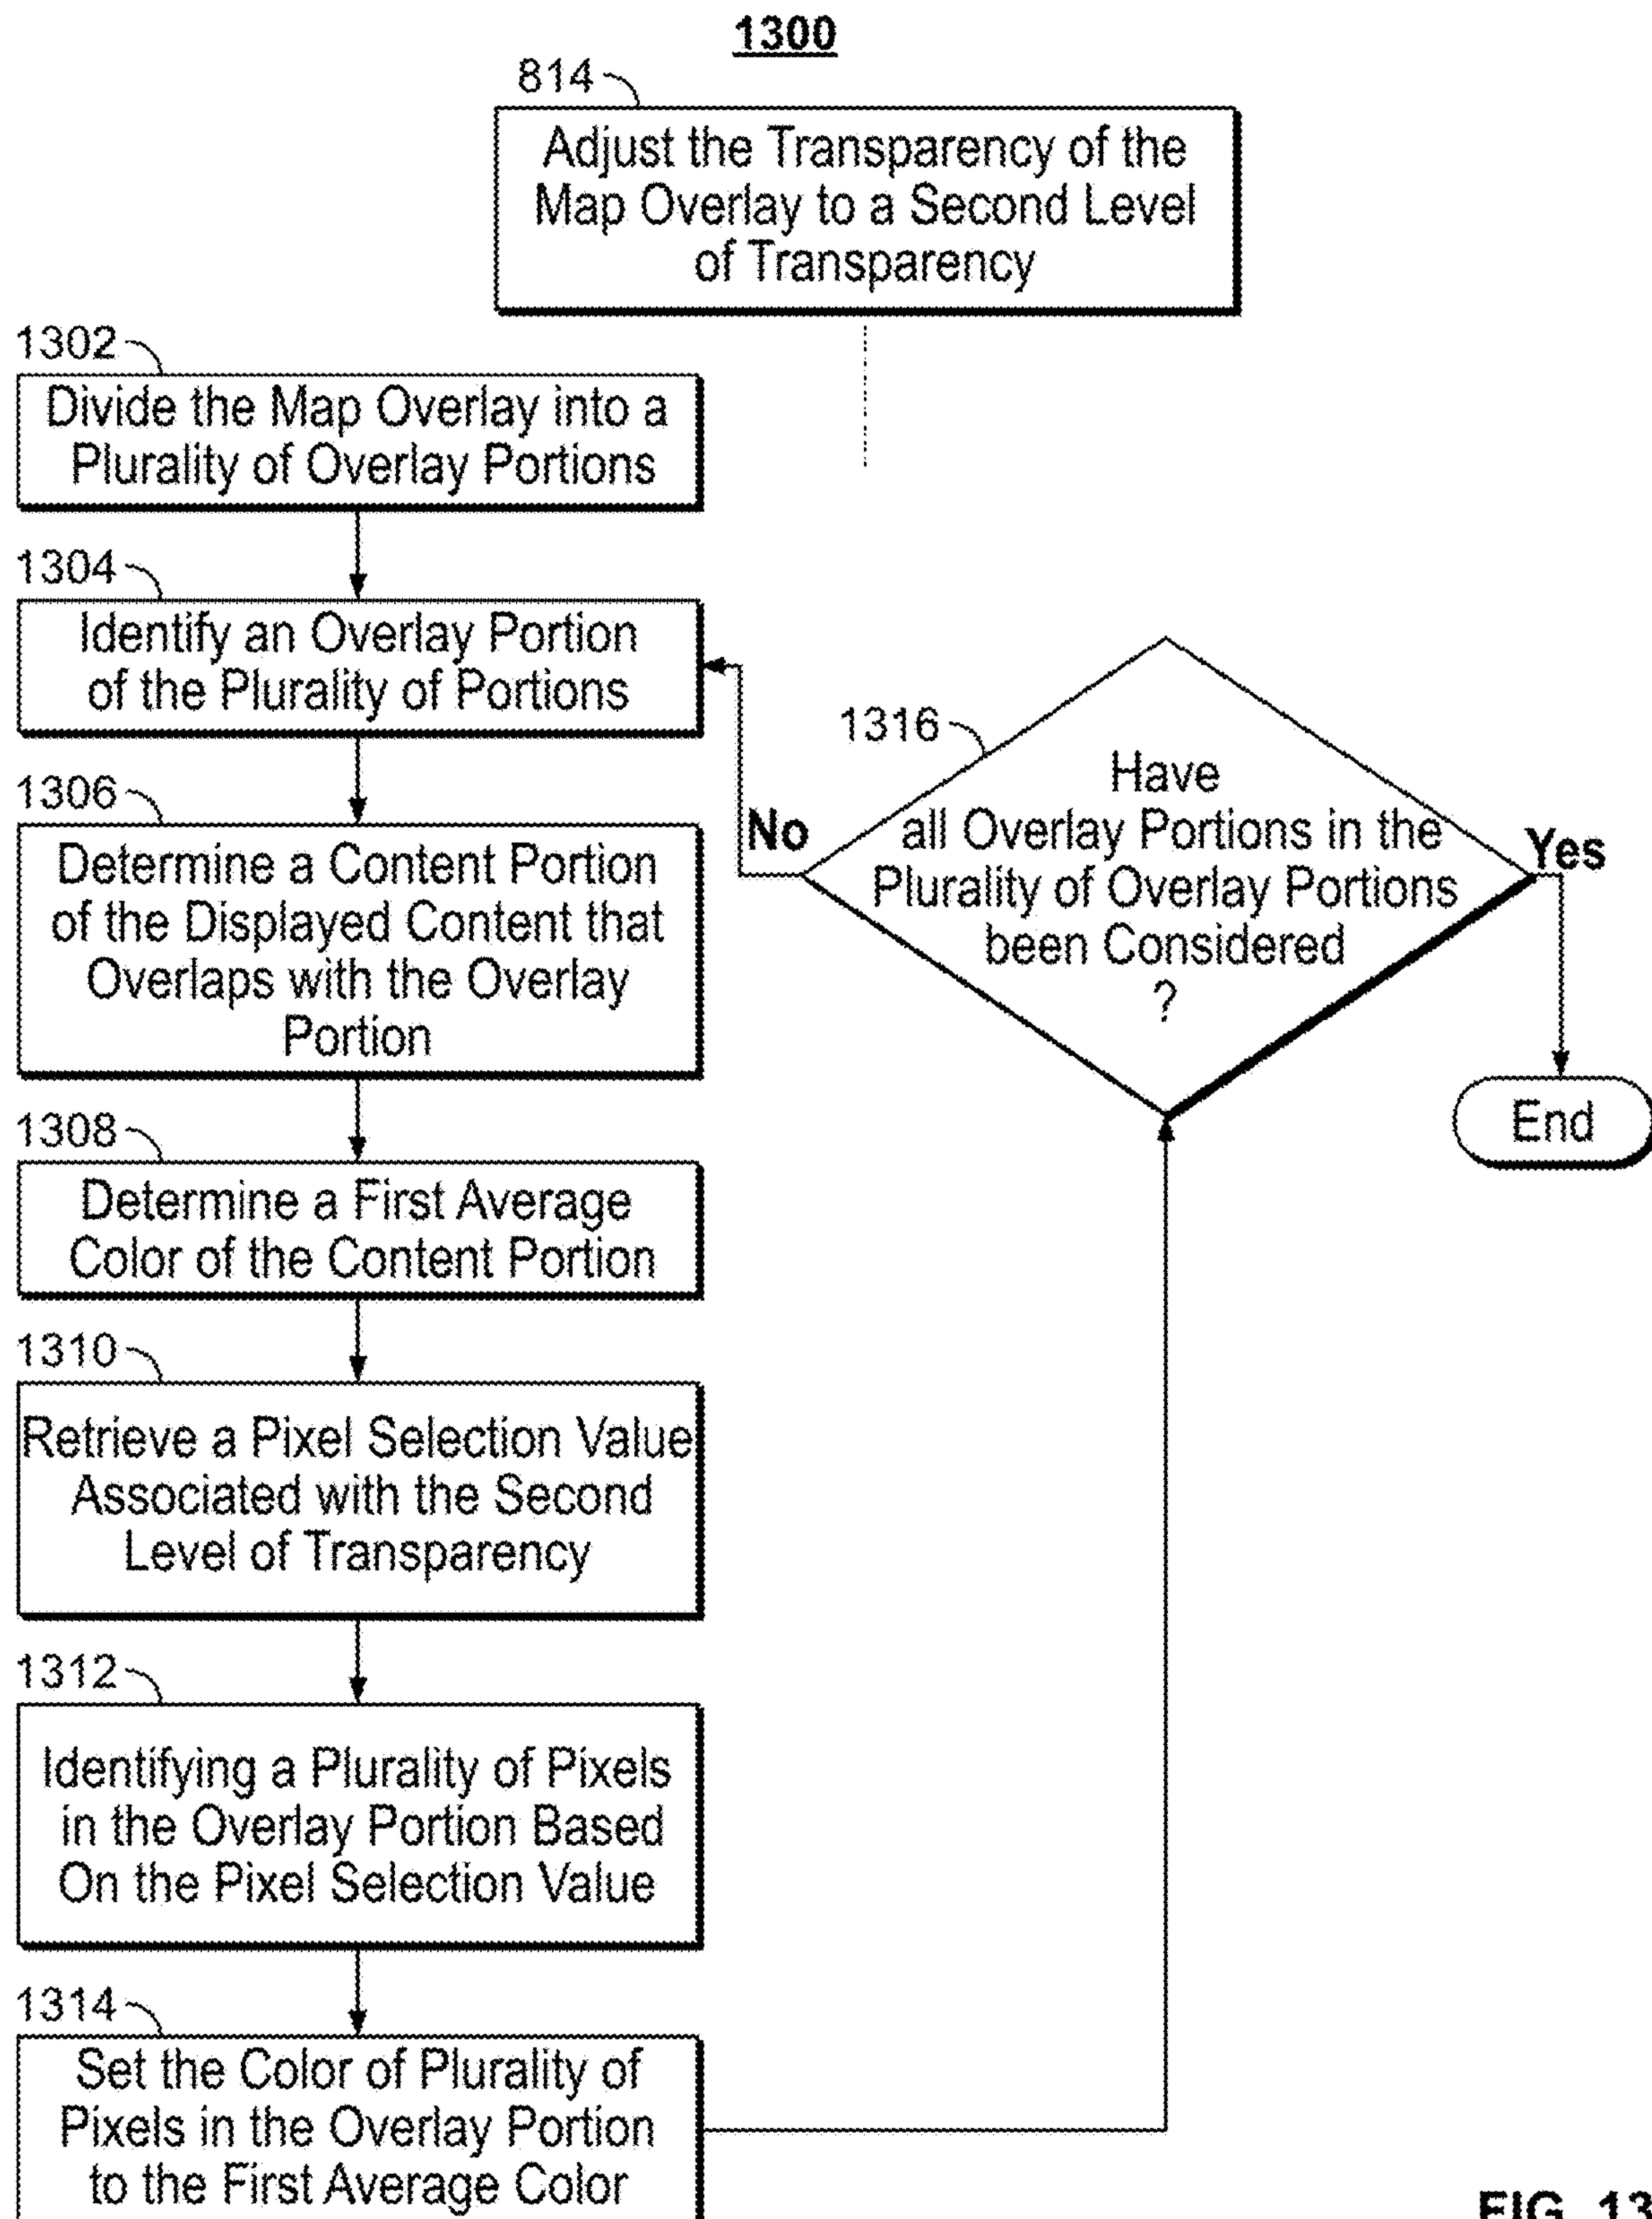 1300
814
Adjust the Transparency of the
Map Overlay to a Second Level
of Transparency
1302
Divide the Map Overlay into a
Plurality of Overlay Portions
1304
Identify an Overlay Portion
of the Plurality of Portions
1306
Determine a Content Portion
of the Displayed Content that
Overlaps with the Overlay
Portion
1308
Determine a First Average
Color of the Content Portion
1310
Retrieve a Pixel Selection Value
Associated with the Second
Level of Transparency
1312
Identifying a Plurality of Pixels
in the Overlay Portion Based
On the Pixel Selection Value
1314
Set the Color of Plurality of
Pixels in the Overlay Portion
to the First Average Color
1316
Have
all Overlay Portions in the
Plurality of Overlay Portions
been Considered
?
No
Yes
End
FIG. 13